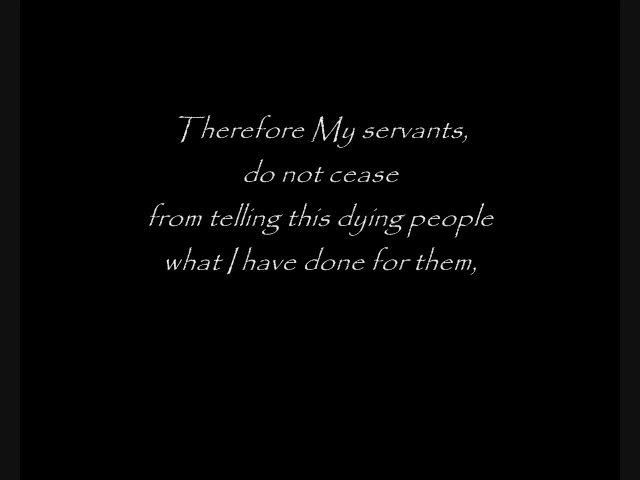 Therefore My servants,
do not cease
from telling this dying people
what I have done for them,